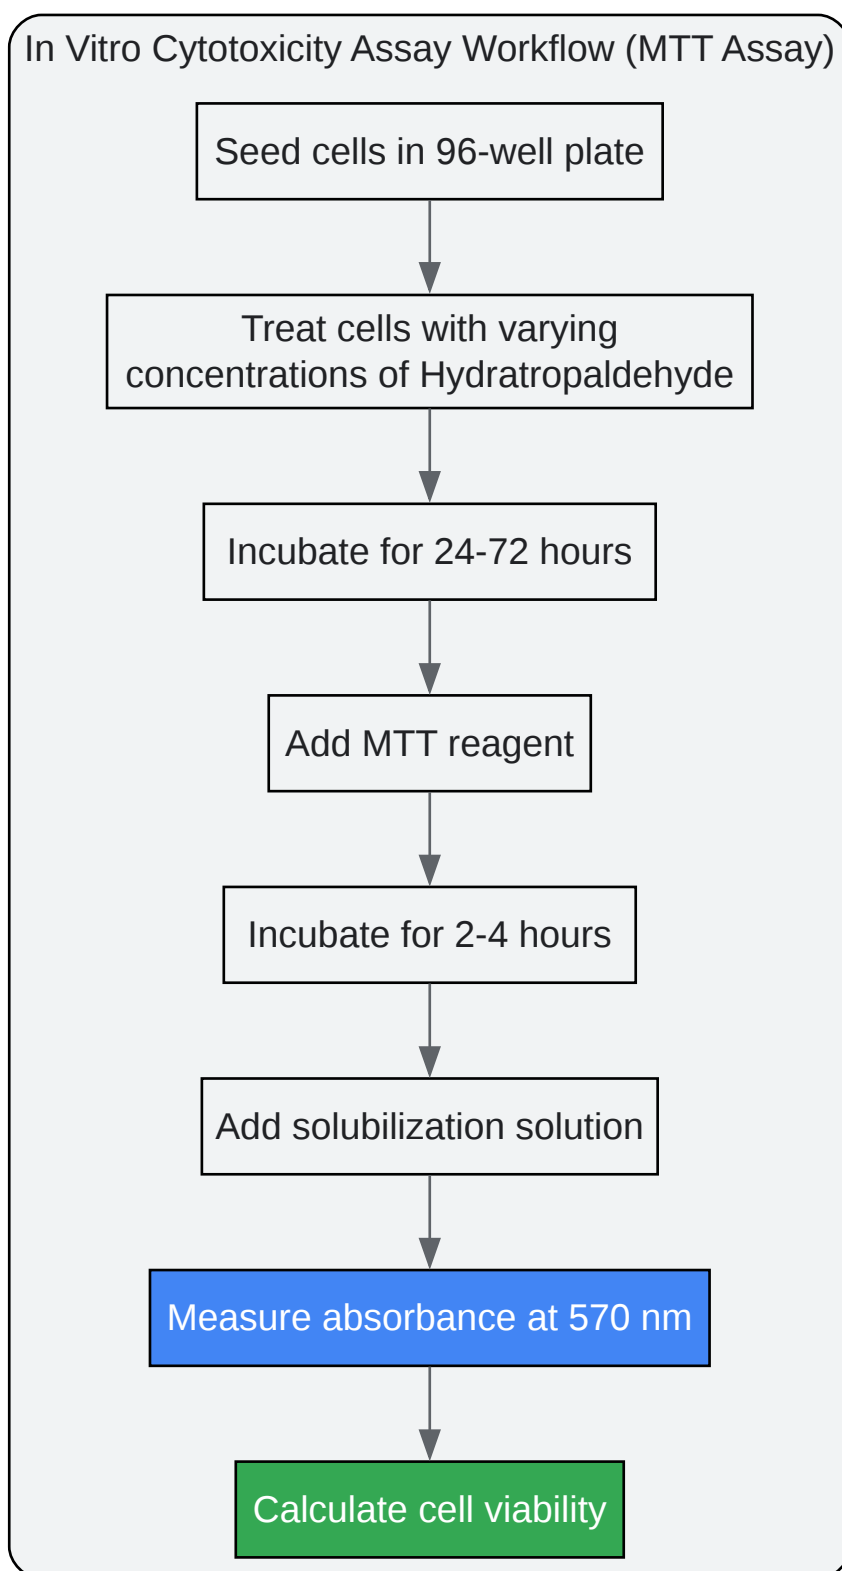 In Vitro Cytotoxicity Assay Workflow (MTT Assay)
Seed cells in 96-well plate
Treat cells with varying
concentrations of Hydratropaldehyde
Incubate for 24-72 hours
Add MTT reagent
Incubate for 2-4 hours
Add solubilization solution
Measure absorbance at 570 nm
Calculate cell viability